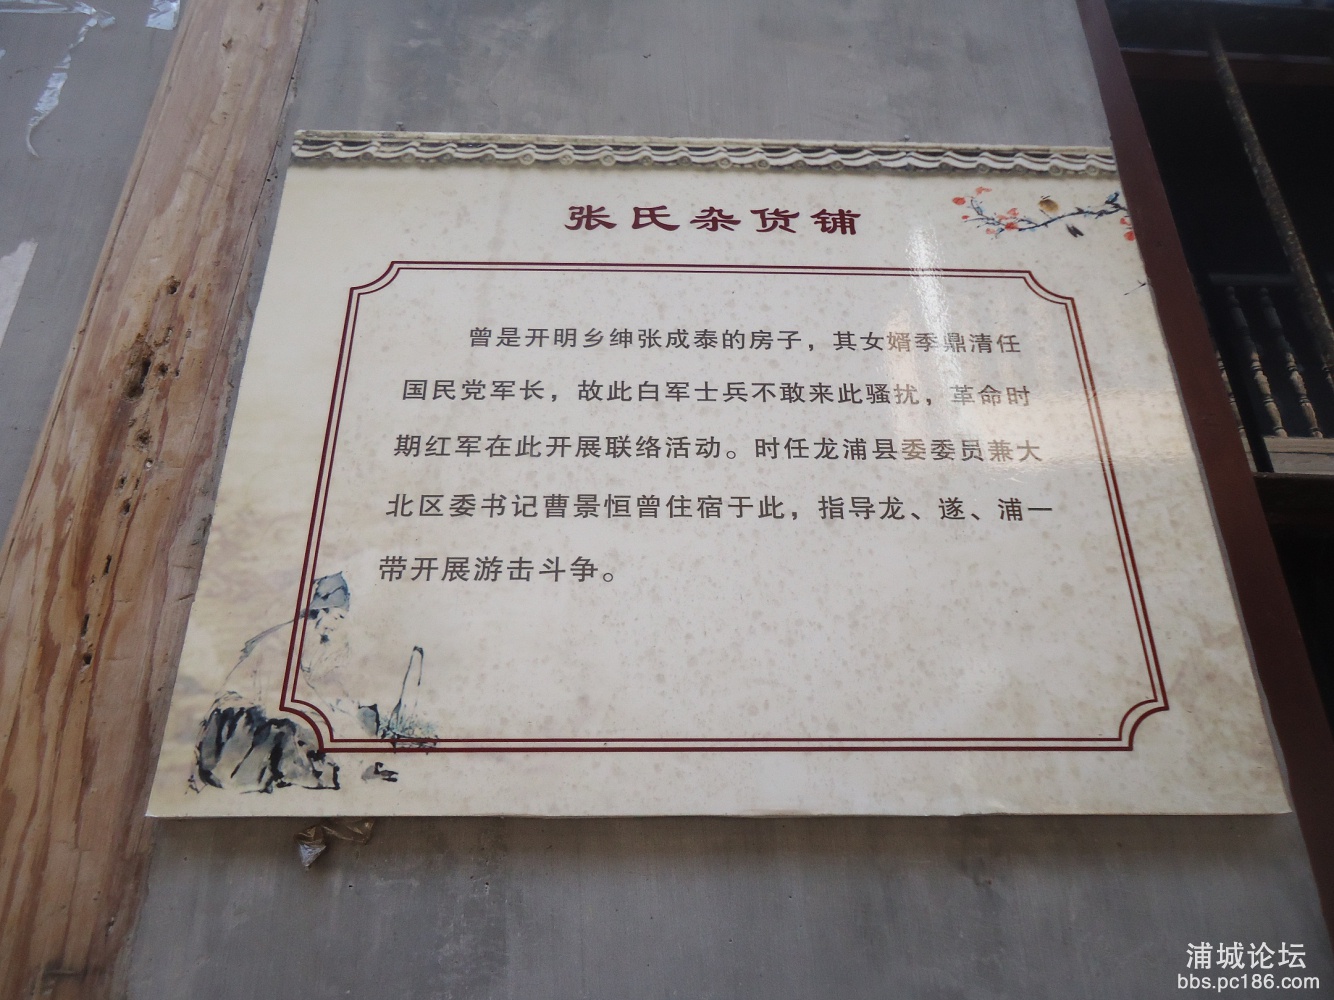 张氏杂货铺
曾是开明乡绅张成泰的房子，其女婿季鼎清任
国民党军长，故此白军士兵不敢来此骚扰，革命时
期红军在此开展联络活动。时任龙浦县委委员兼大
北区委书记曹景恒曾住宿于此，指导龙、遂、浦一
带开展游击斗争。
浦城论坛
bbs.pc186.com